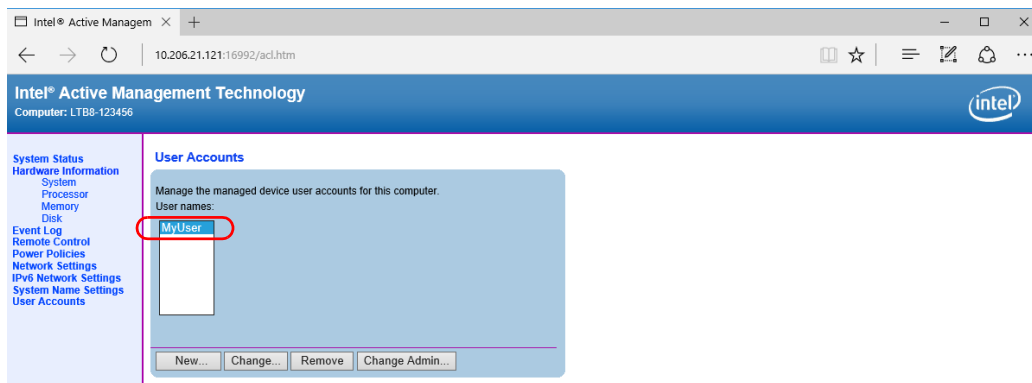 Intel® Active Managem
10.206.21.121:16992/acl.htm
Intel® Active Management Technology
Computer: LTB8-123456
intel
System Status
Hardware Information
System
Processor
Memory
Disk
Event Log
Remote Control
Power Policies
Network Settings
IPv6 Network Settings
System Name Settings
User Accounts
User Accounts
Manage the managed device user accounts for this computer.
User names:
MyUser
New... Change... Remove Change Admin...